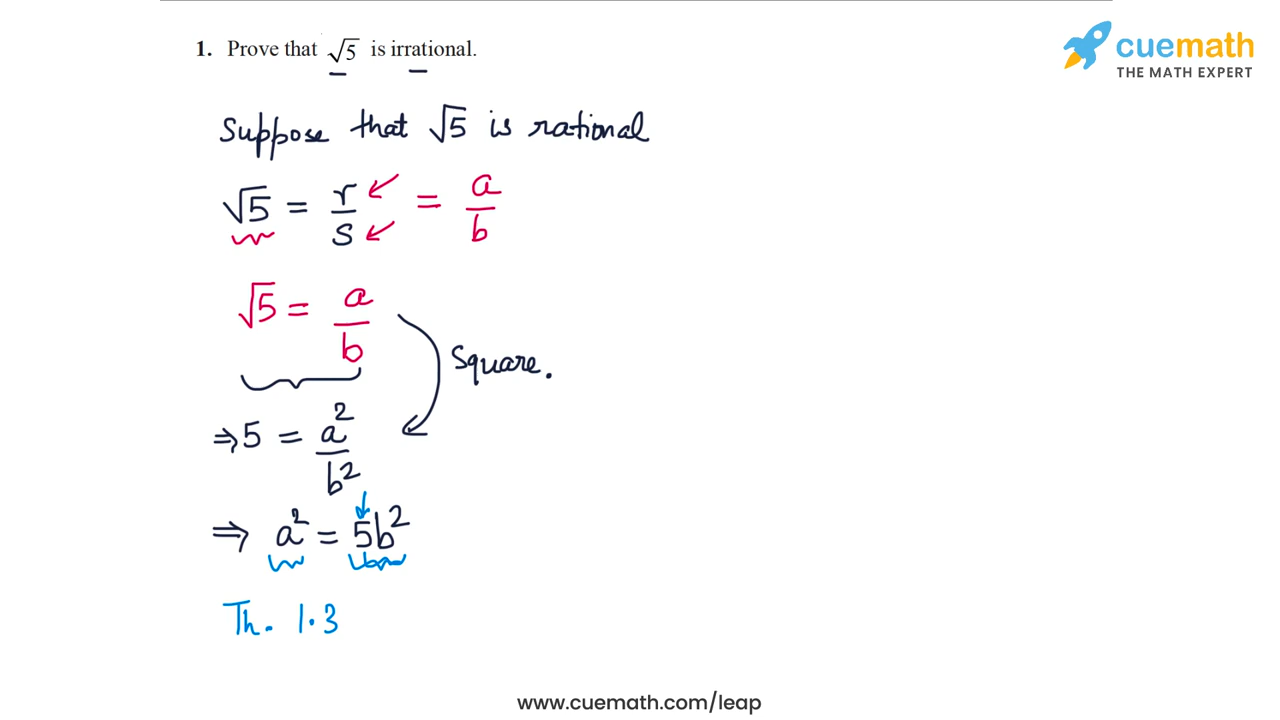 1. Prove that √5 is irrational.
cuemath
THE MATH EXPERT
Suppose that √5 is rational
√5 = r/s = a/b
√5 = a/b
Square.
⇒ 5 = a²/b²
⇒ a² = 5b²
Th. 1.3
www.cuemath.com/leap